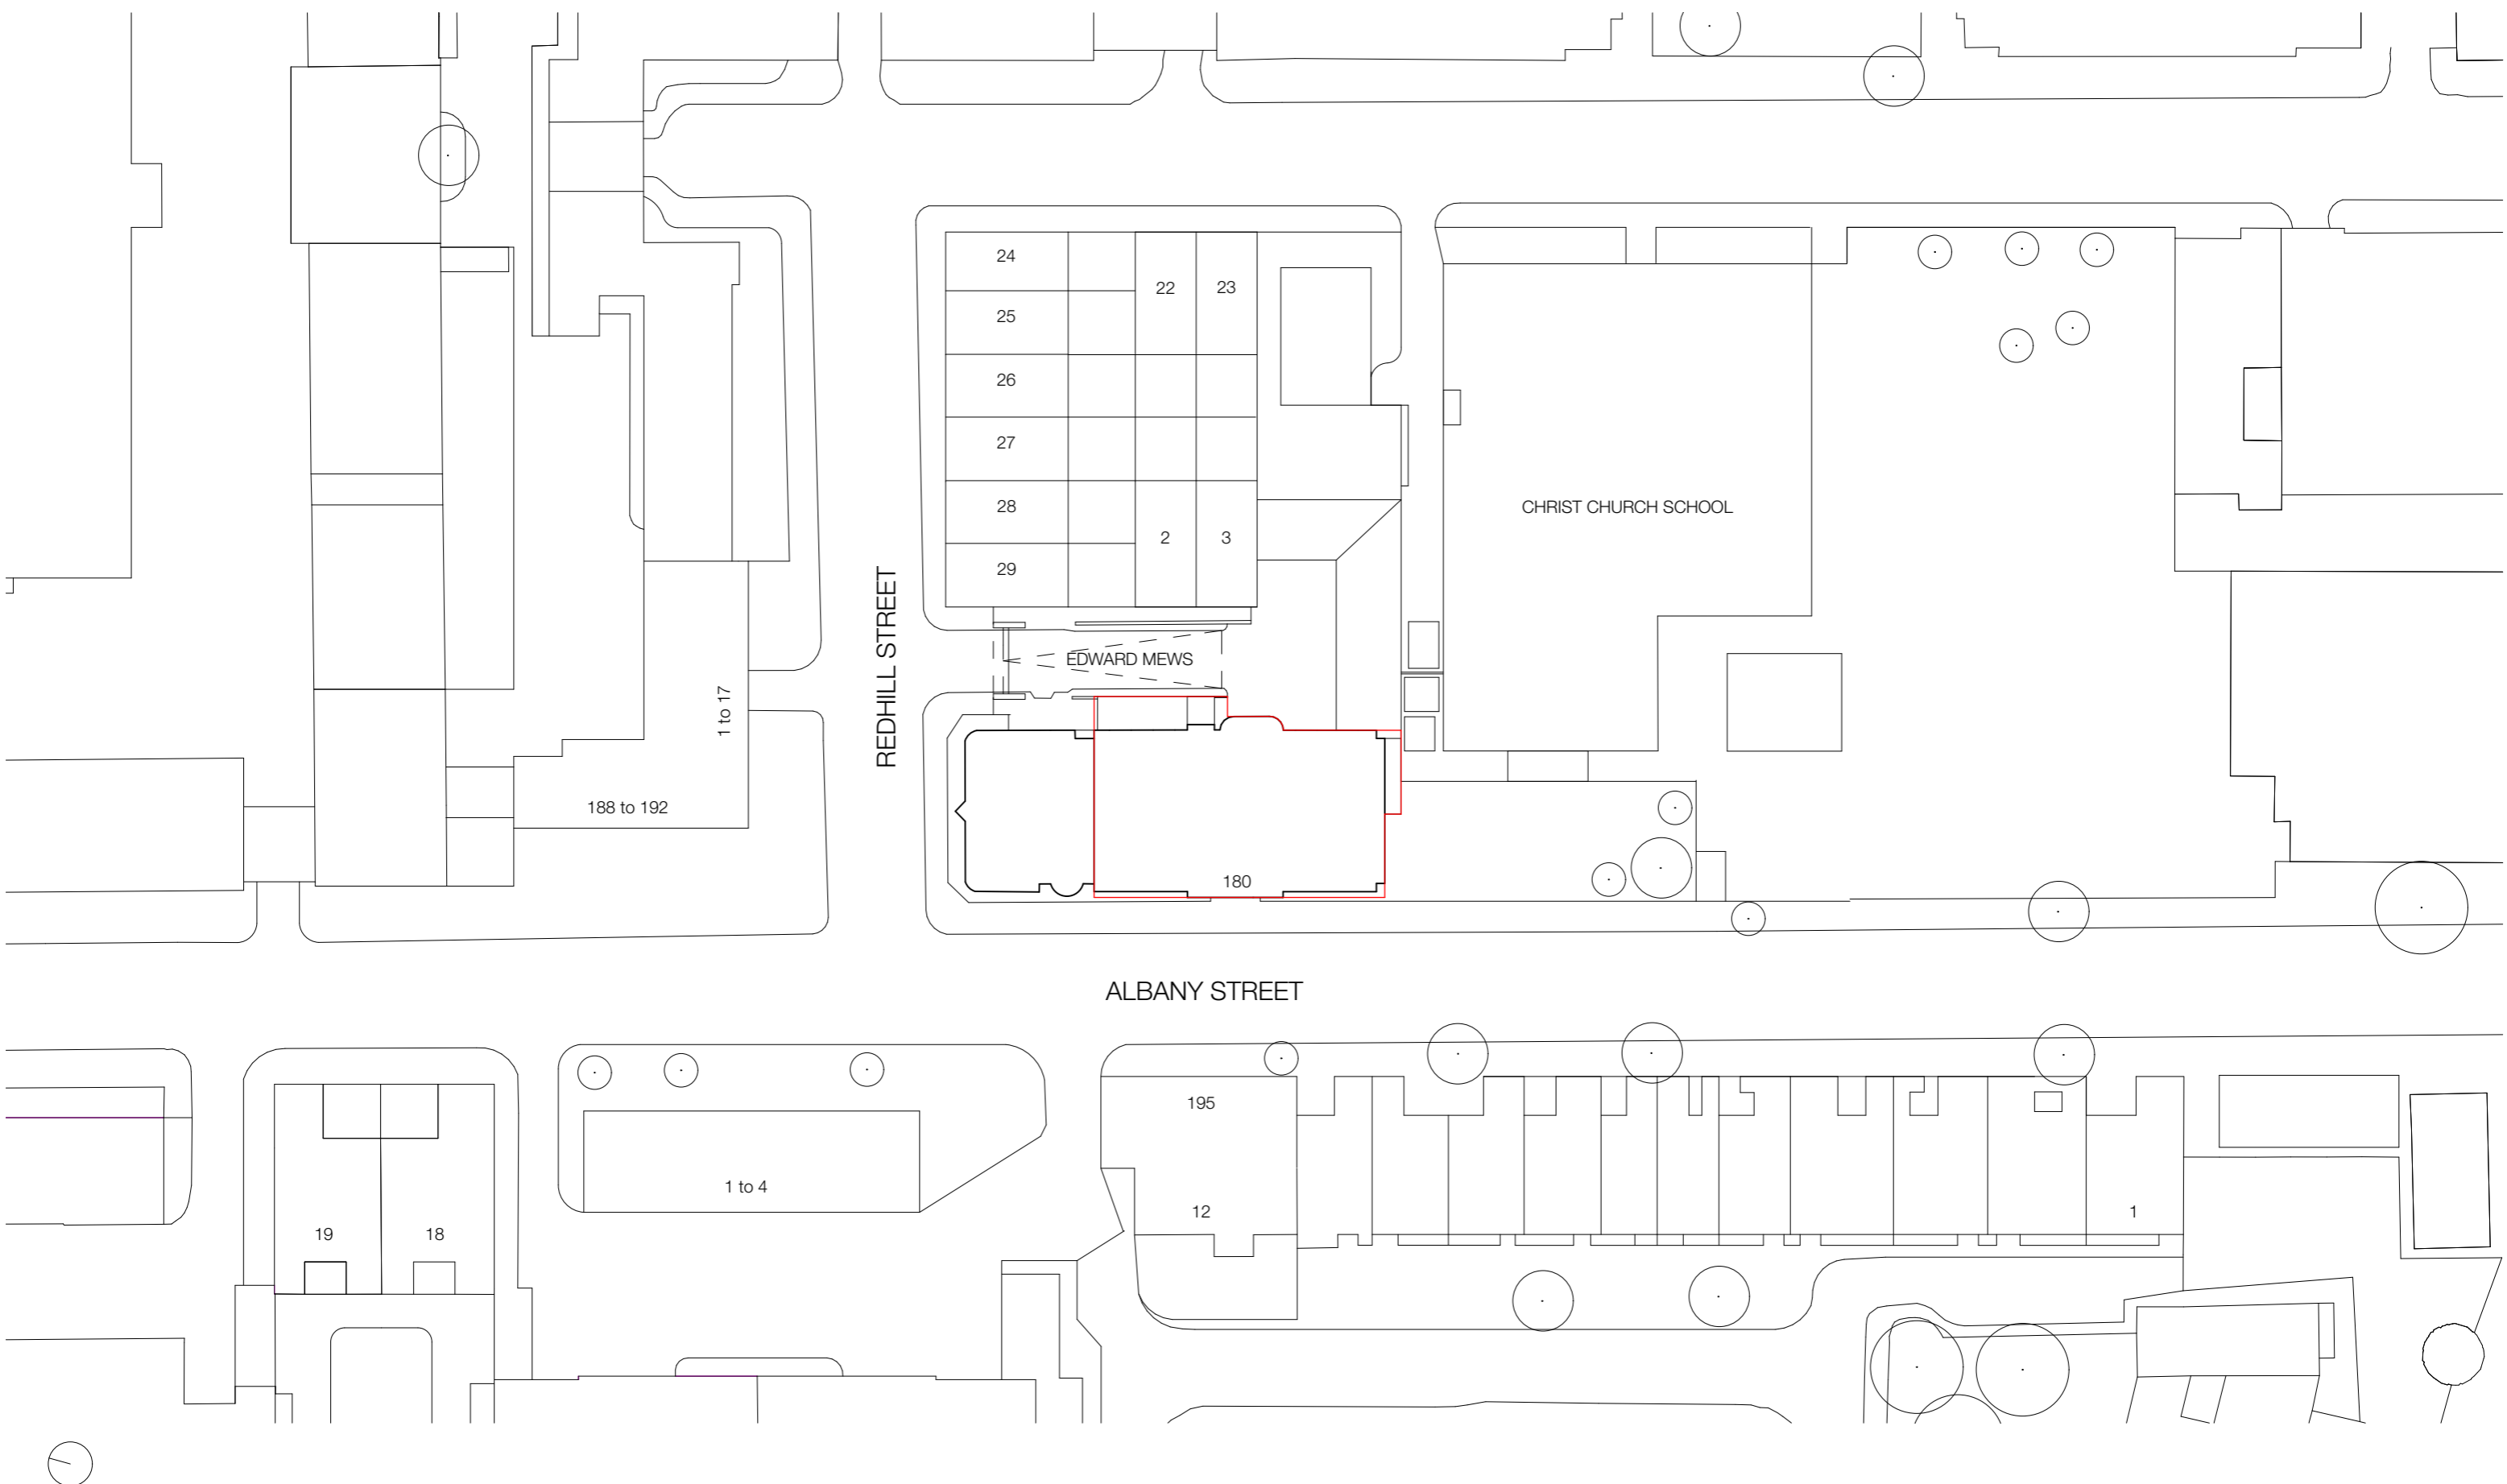 24
22
23
25
26
27
28
CHRIST CHURCH SCHOOL
2
3
29
REDHILL STREET
EDWARD MEWS
1 to 17
188 to 192
180
ALBANY STREET
195
1 to 4
12
1
19
18